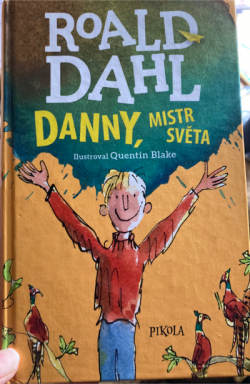 ROALD
DAHL
DANNY, MISTR
SVĚTA
Ilustroval Quentin Blake
PIKOLA